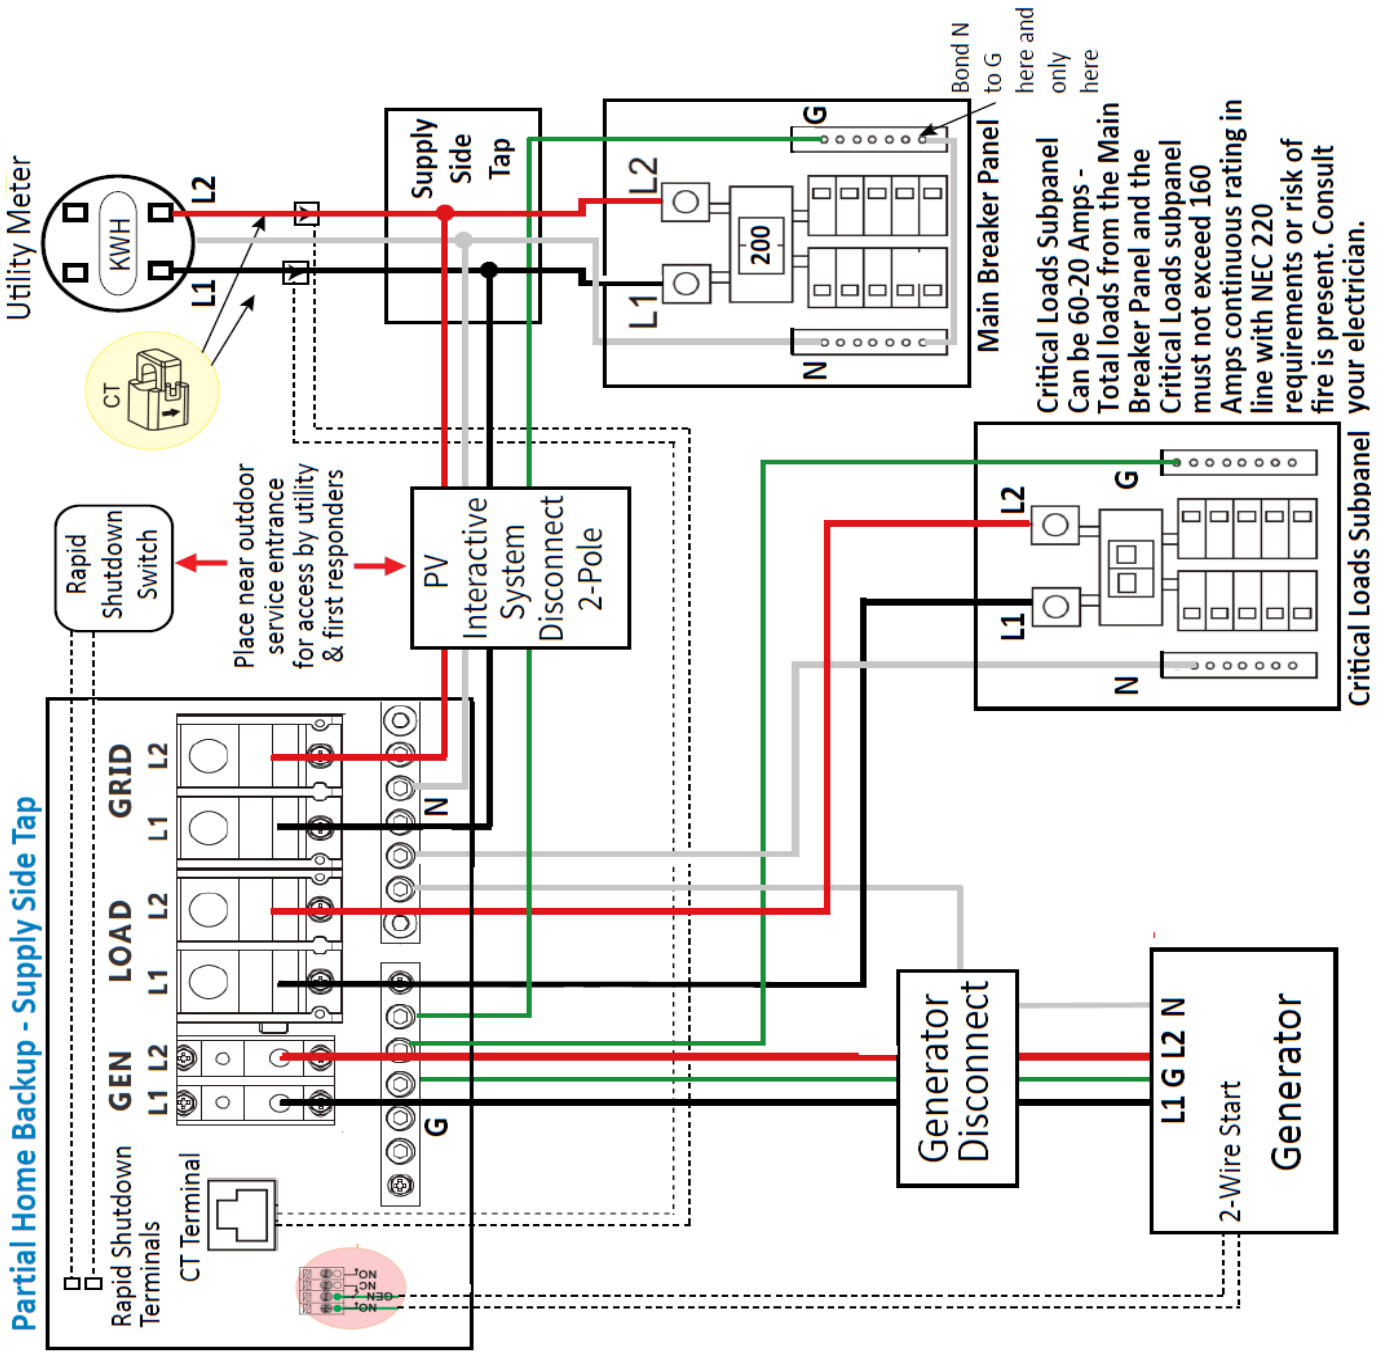 Partial Home Backup - Supply Side Tap
Utility Meter
KWH
L1
L2
CT
Supply
Side
Tap
L2
L1
200
G
N
Main Breaker Panel
Bond N
to G
here and
only
here
Rapid
Shutdown
Switch
Place near outdoor
service entrance
for access by utility
& first responders
PV
Interactive
System
Disconnect
2-Pole
Critical Loads Subpanel
Can be 60-20 Amps -
Total loads from the Main
Breaker Panel and the
Critical Loads subpanel
must not exceed 160
Amps continuous rating in
line with NEC 220
requirements or risk of
fire is present. Consult
your electrician.
L2
L1
G
N
Critical Loads Subpanel
GRID
L1 L2
LOAD
L1 L2
GEN
L1 L2
N
G
Rapid Shutdown
Terminals
CT Terminal
NO
NC
GEN
NO
Generator
Disconnect
L1 G L2 N
2-Wire Start
Generator